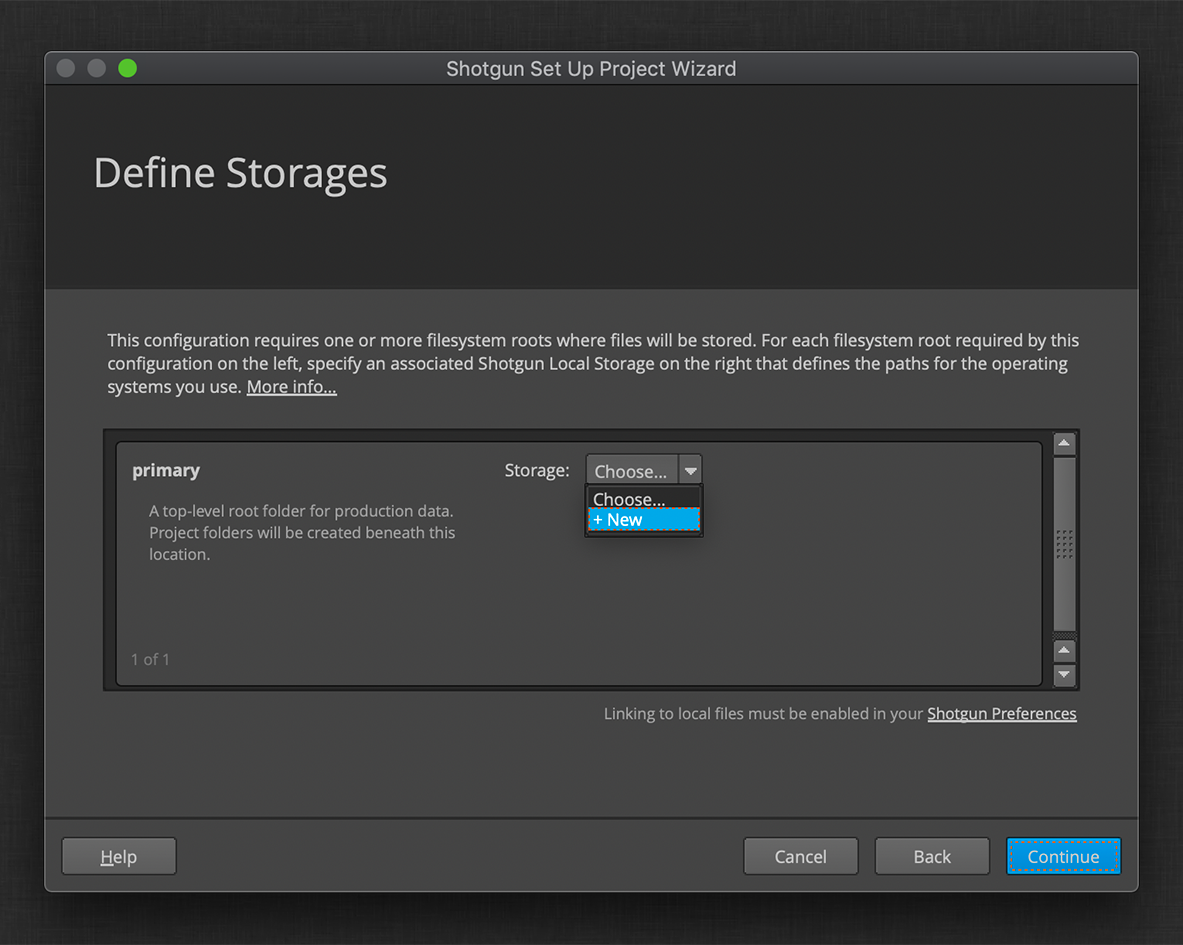 Shotgun Set Up Project Wizard
Define Storages
This configuration requires one or more filesystem roots where files will be stored. For each filesystem root required by this
configuration on the left, specify an associated Shotgun Local Storage on the right that defines the paths for the operating
systems you use. More info...
primary
Storage: Choose...
Choose...
+ New
A top-level root folder for production data.
Project folders will be created beneath this
location.
1 of 1
Linking to local files must be enabled in your Shotgun Preferences
Help
Cancel
Back
Continue